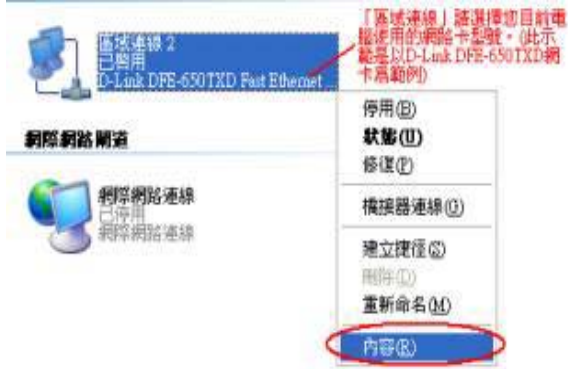 區域連線 2
已啟用
D-Link DFE-650TXD Fast Ethernet
「區域連線」請選擇您目前電
腦使用的網路卡型號。(此示
範是以D-Link DFE-650TXD網
卡為範例)
停用(B)
狀態(U)
修復(P)
橋接器連線(G)
建立捷徑(S)
刪除(D)
重新命名(M)
內容(R)
網際網路閘道
網際網路連線
已停用
網際網路連線